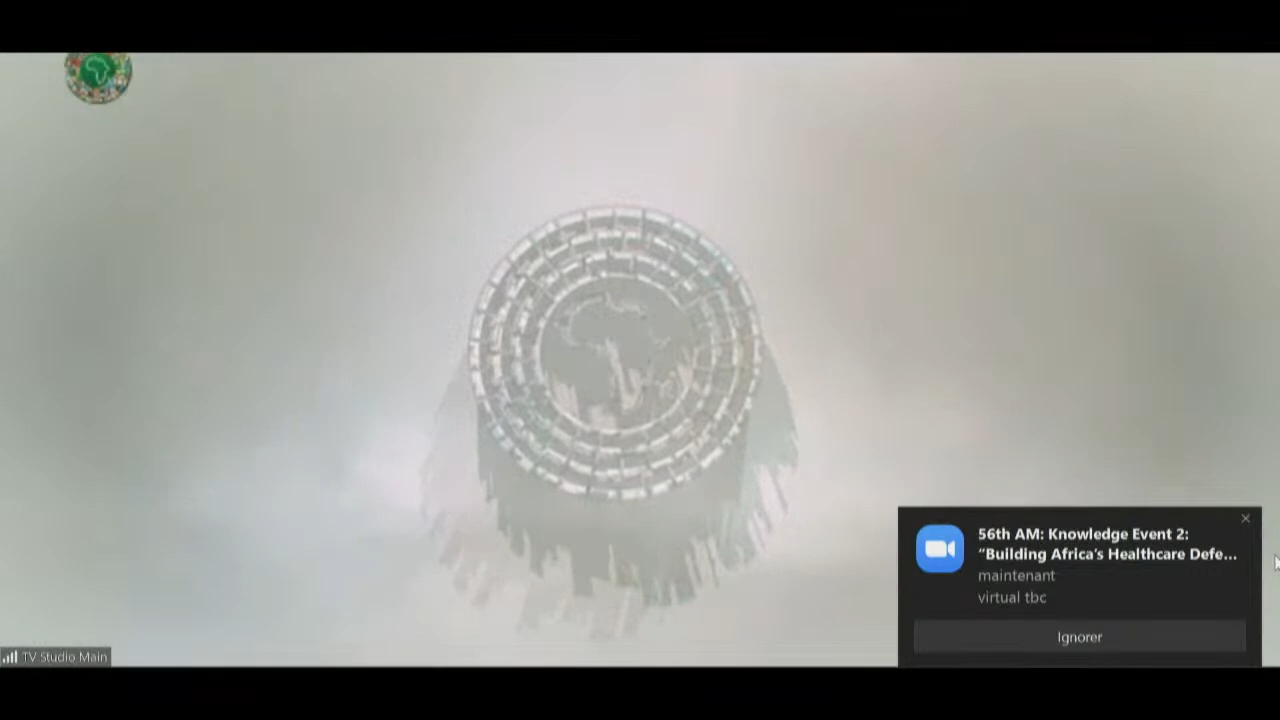 56th AM: Knowledge Event 2:
“Building Africa’s Healthcare Defe...
maintenant
virtual tbc
Ignorer
TV Studio Main